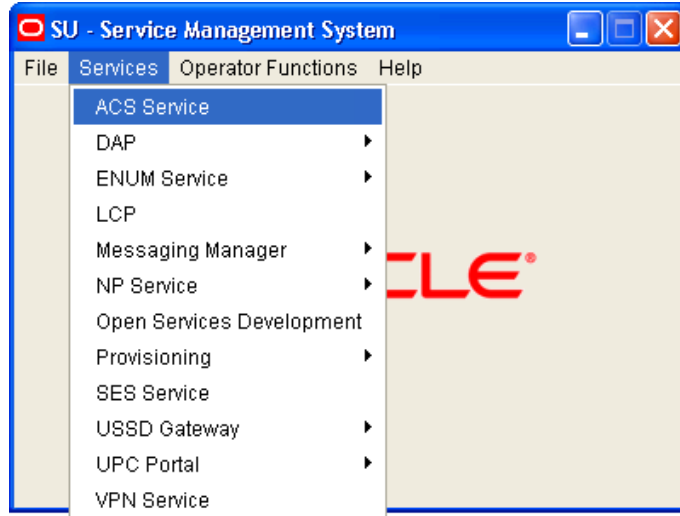 SU - Service Management System
File Services Operator Functions Help
ACS Service
DAP
ENUM Service
LCP
Messaging Manager
NP Service
Open Services Development
Provisioning
SES Service
USSD Gateway
UPC Portal
VPN Service
CLE®